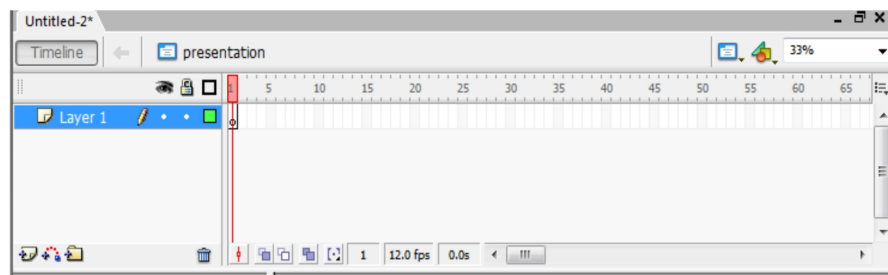 Untitled-2*
Timeline presentation 33%
1 5 10 15 20 25 30 35 40 45 50 55 60 65
Layer 1
1 12.0 fps 0.0s